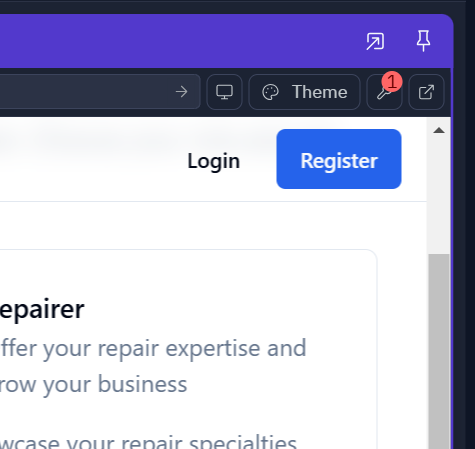 Theme
1
Login
Register
epairer
ffer your repair expertise and
row your business
wcase your repair specialties